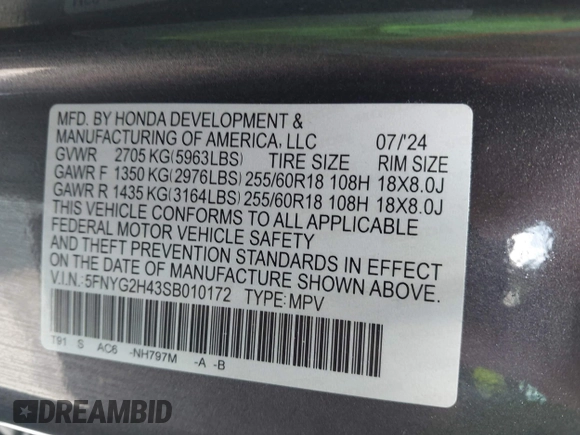 MFD. BY HONDA DEVELOPMENT &
MANUFACTURING OF AMERICA, LLC 07/'24
GVWR 2705 KG(5963LBS) TIRE SIZE RIM SIZE
GAWR F 1350 KG(2976LBS) 255/60R18 108H 18X8.0J
GAWR R 1435 KG(3164LBS) 255/60R18 108H 18X8.0J
THIS VEHICLE CONFORMS TO ALL APPLICABLE
FEDERAL MOTOR VEHICLE SAFETY
AND THEFT PREVENTION STANDARDS IN EFFECT
ON THE DATE OF MANUFACTURE SHOWN ABOVE.
V.I.N.:5FNYG2H43SB010172 TYPE:MPV
T91 S AC6 -NH797M -A -B
DREAMBID